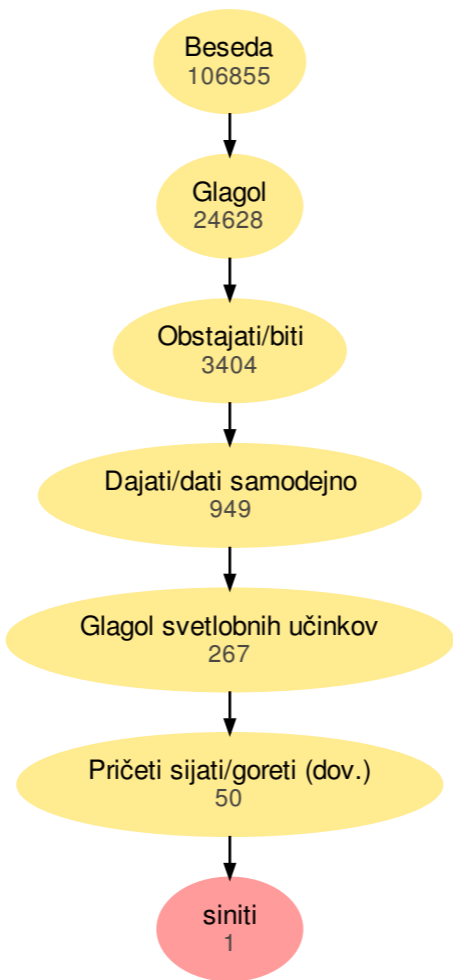 Beseda
106855
Glagol
24628
Obstajati/biti
3404
Dajati/dati samodejno
949
Glagol svetlobnih učinkov
267
Pričeti sijati/goreti (dov.)
50
siniti
1